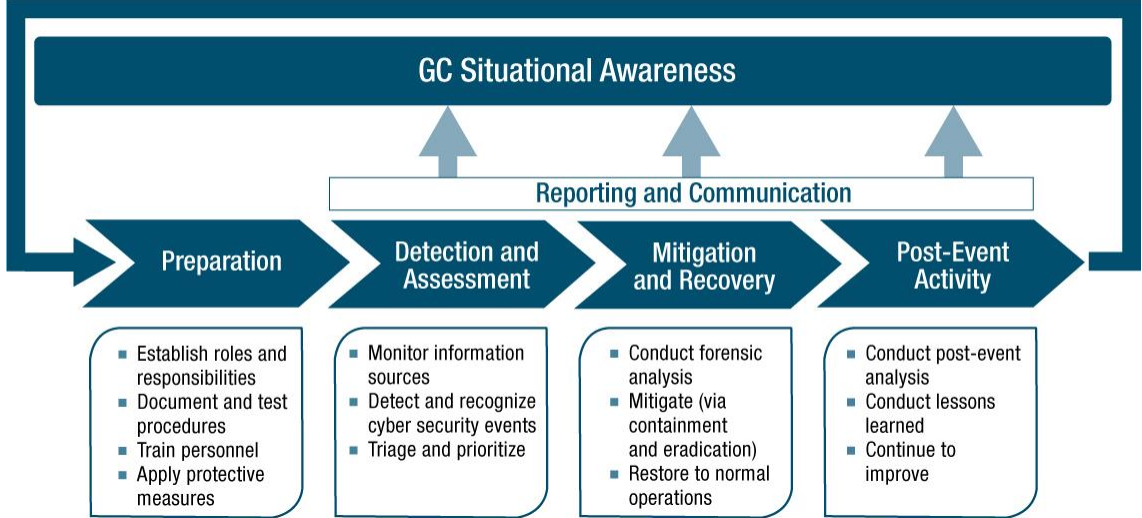 GC Situational Awareness
Reporting and Communication
Preparation
Detection and
Assessment
Mitigation
and Recovery
Post-Event
Activity
▪ Establish roles and
responsibilities
▪ Document and test
procedures
▪ Train personnel
▪ Apply protective
measures
▪ Monitor information
sources
▪ Detect and recognize
cyber security events
▪ Triage and prioritize
▪ Conduct forensic
analysis
▪ Mitigate (via
containment
and eradication)
▪ Restore to normal
operations
▪ Conduct post-event
analysis
▪ Conduct lessons
learned
▪ Continue to
improve